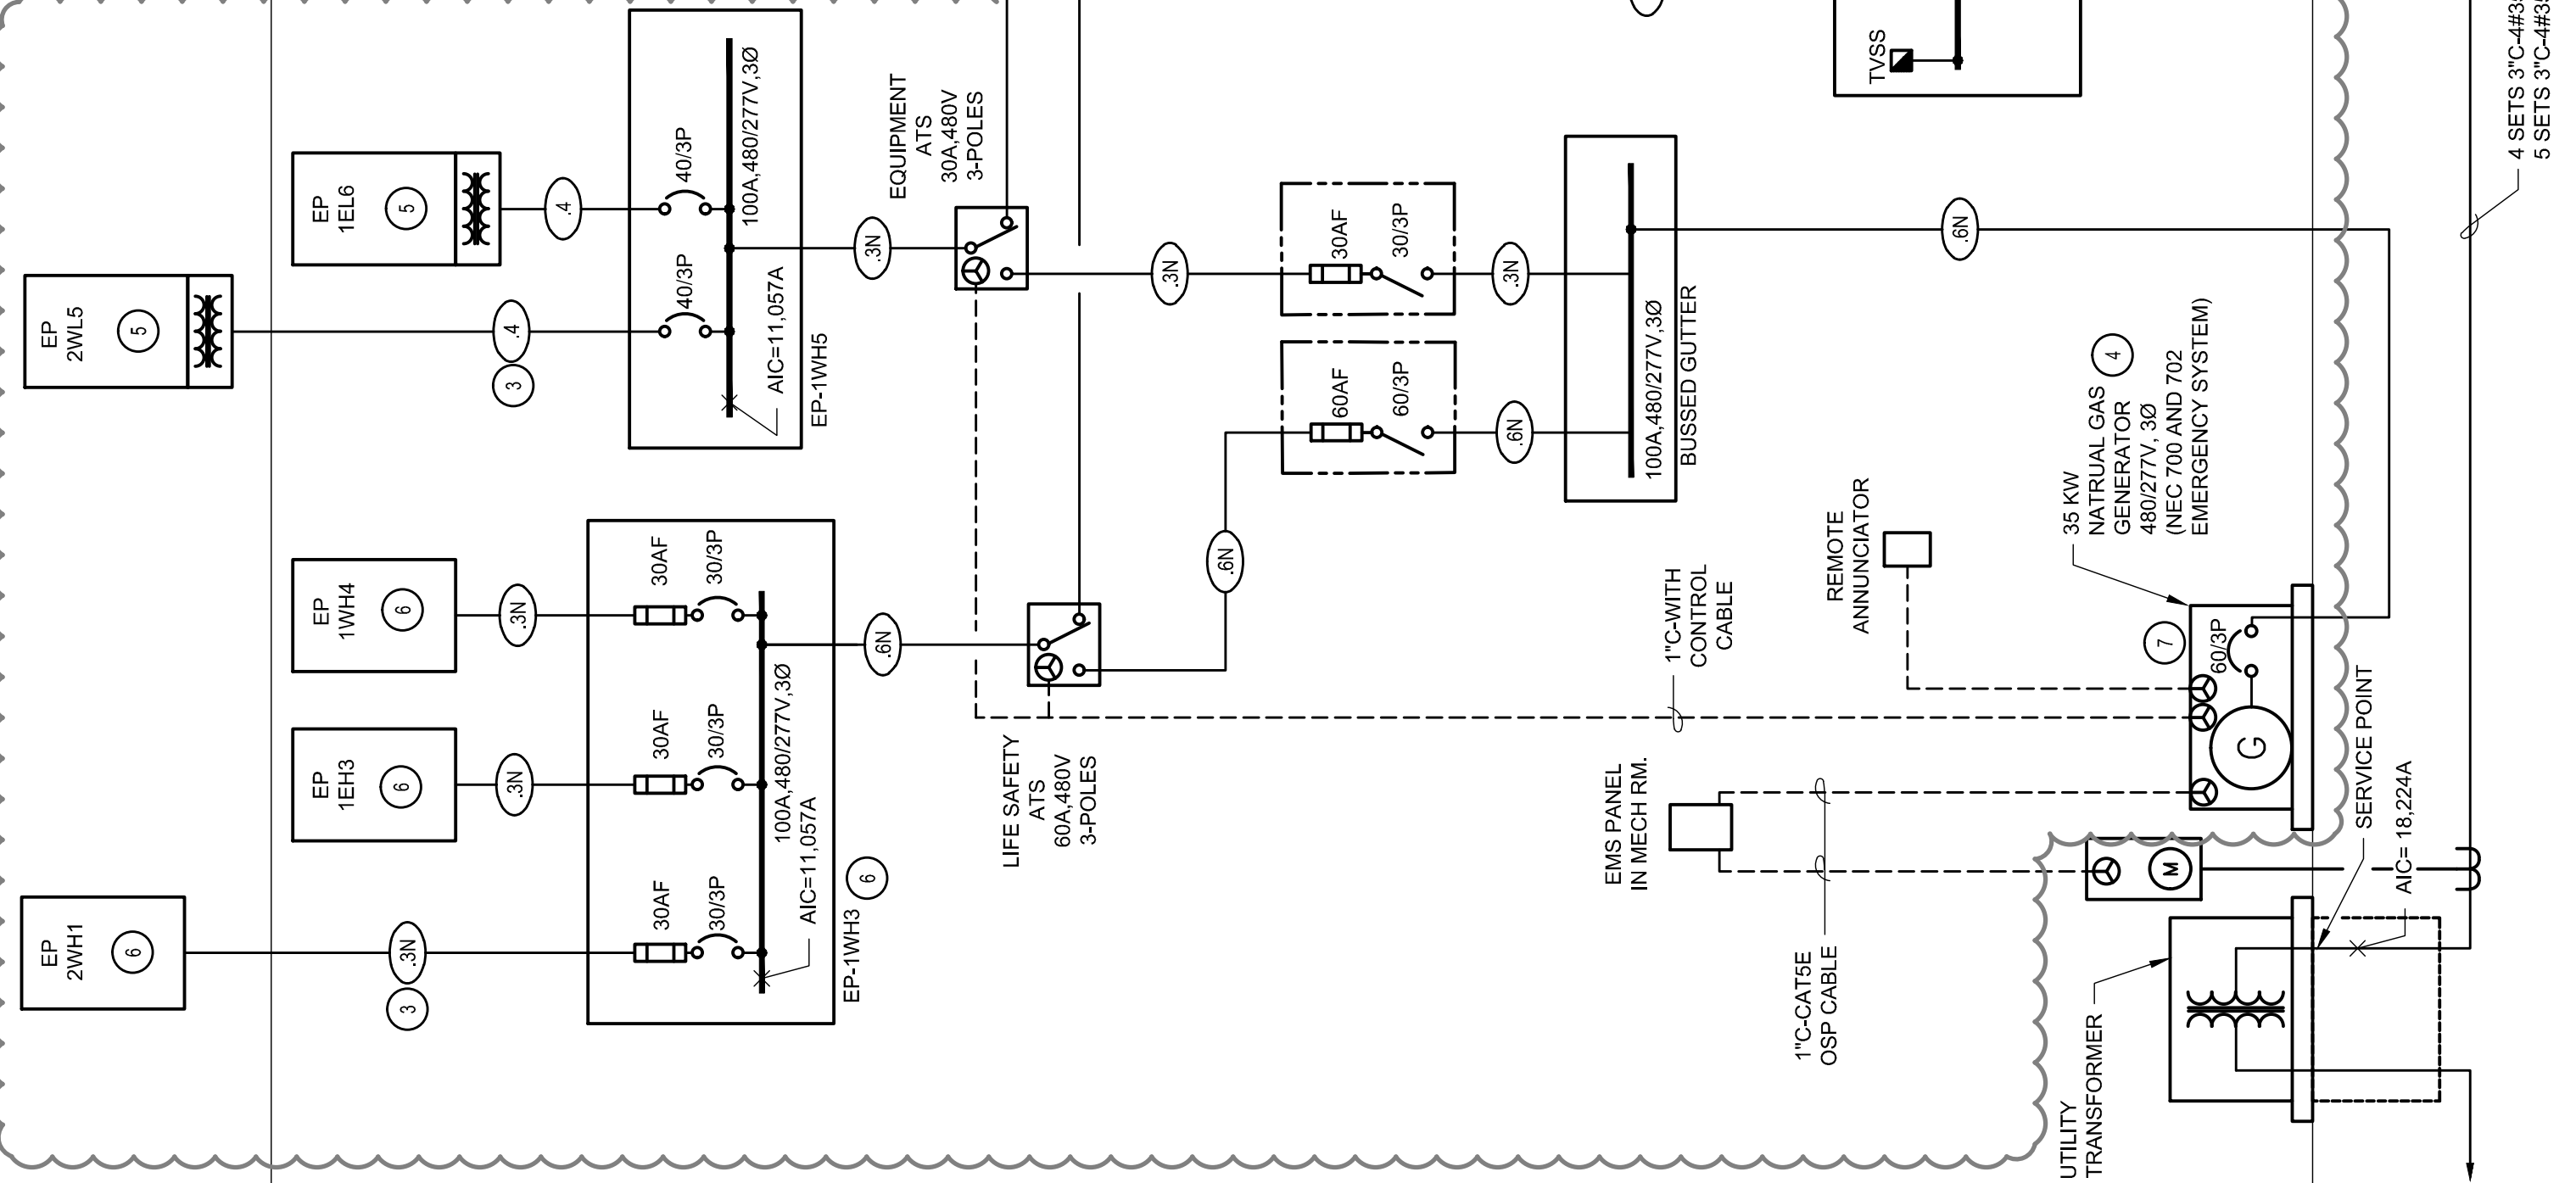 EP
2WL5
5
EP
1EL6
5
.4
.4
3
40/3P
40/3P
100A,480/277V,3Ø
AIC=11,057A
EP-1WH5
EQUIPMENT
ATS
30A,480V
3-POLES
.3N
.3N
30AF
30/3P
.3N
60AF
60/3P
.6N
.6N
100A,480/277V,3Ø
BUSSED GUTTER
.6N
TVSS
4 SETS 3"C-4#3
5 SETS 3"C-4#3
EP
1WH4
6
EP
1EH3
6
EP
2WH1
6
.3N
.3N
.3N
3
30AF
30/3P
30AF
30/3P
30AF
30/3P
100A,480/277V,3Ø
AIC=11,057A
EP-1WH3
6
.6N
LIFE SAFETY
ATS
60A,480V
3-POLES
1"C-WITH
CONTROL
CABLE
REMOTE
ANNUNCIATOR
35 KW
NATRUAL GAS
GENERATOR
480/277V, 3Ø
(NEC 700 AND 702
EMERGENCY SYSTEM)
4
7
60/3P
G
EMS PANEL
IN MECH RM.
1"C-CAT5E
OSP CABLE
M
SERVICE POINT
AIC= 18,224A
UTILITY
TRANSFORMER